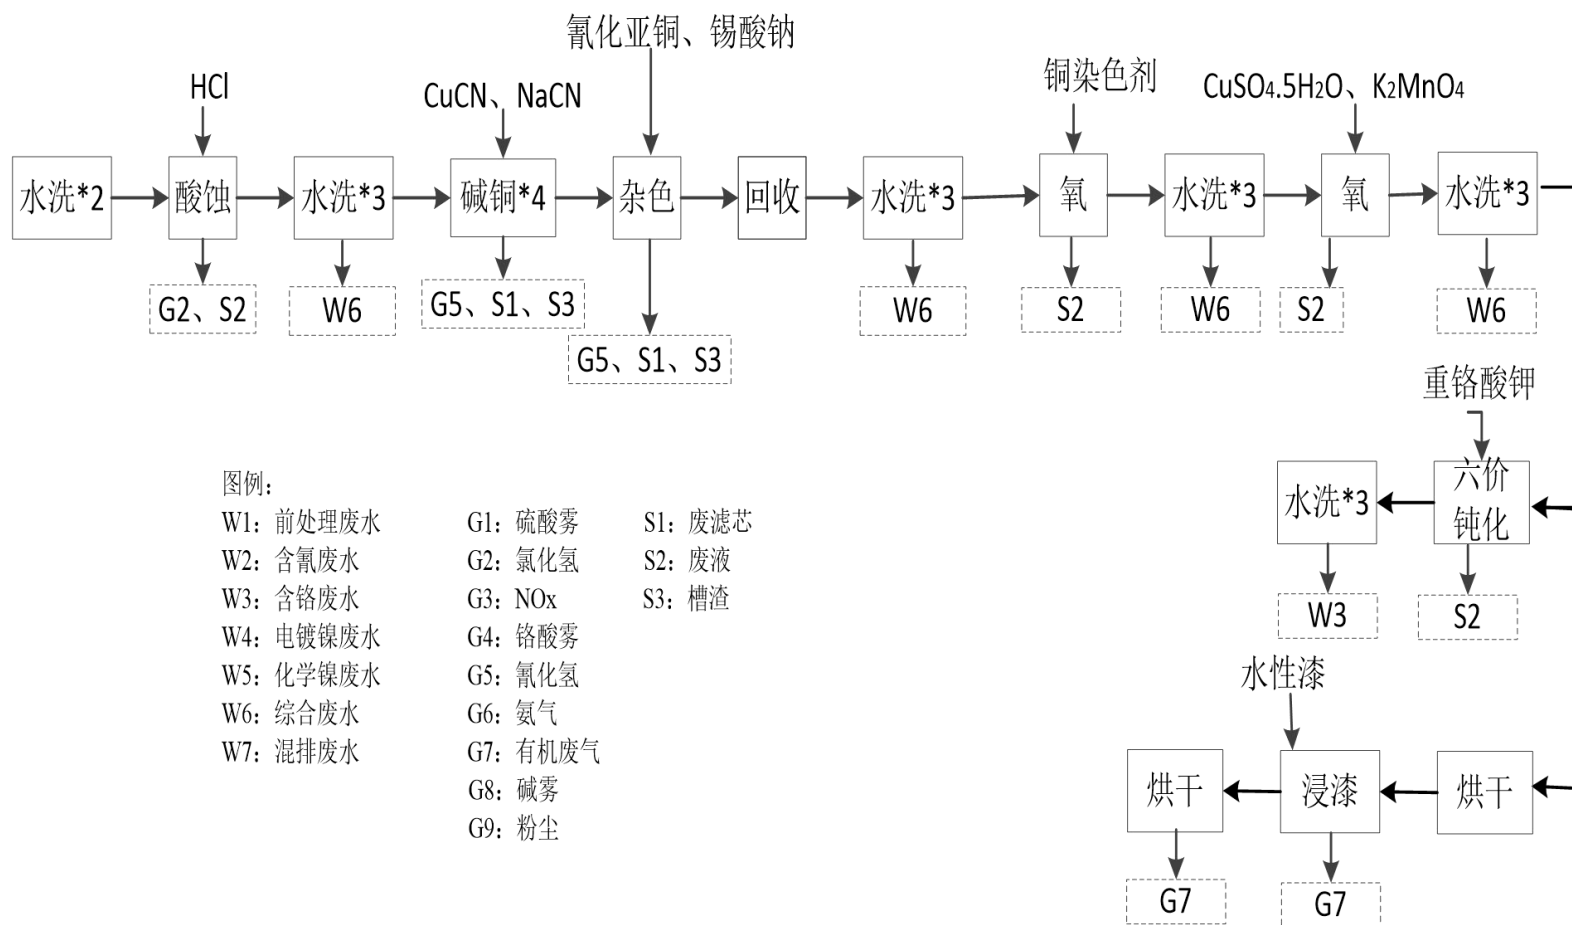 氰化亚铜、锡酸钠
HCl
CuCN、NaCN
铜染色剂
CuSO4.5H2O、K2MnO4
水洗*2
酸蚀
水洗*3
碱铜*4
杂色
回收
水洗*3
氧
水洗*3
氧
水洗*3
G2、S2
W6
G5、S1、S3
G5、S1、S3
W6
S2
W6
S2
W6
重铬酸钾
水洗*3
六价
钝化
W3
S2
水性漆
烘干
浸漆
烘干
G7
G7
图例：
W1：前处理废水
W2：含氰废水
W3：含铬废水
W4：电镀镍废水
W5：化学镍废水
W6：综合废水
W7：混排废水
G1：硫酸雾
G2：氯化氢
G3：NOx
G4：铬酸雾
G5：氰化氢
G6：氨气
G7：有机废气
G8：碱雾
G9：粉尘
S1：废滤芯
S2：废液
S3：槽渣